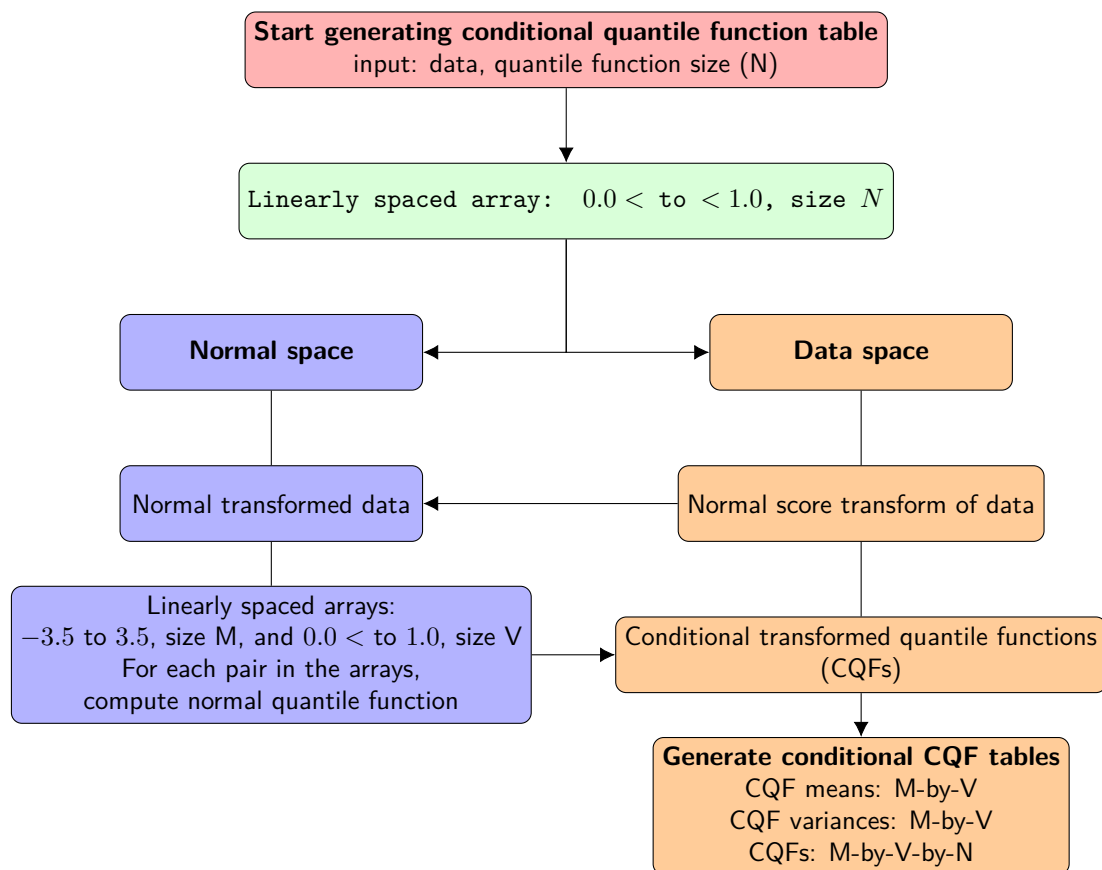 Start generating conditional quantile function table
input: data, quantile function size (N)
Linearly spaced array: 0.0 < to < 1.0, size N
Normal space
Data space
Normal transformed data
Normal score transform of data
Linearly spaced arrays:
−3.5 to 3.5, size M, and 0.0 < to 1.0, size V
For each pair in the arrays,
compute normal quantile function
Conditional transformed quantile functions
(CQFs)
Generate conditional CQF tables
CQF means: M-by-V
CQF variances: M-by-V
CQFs: M-by-V-by-N